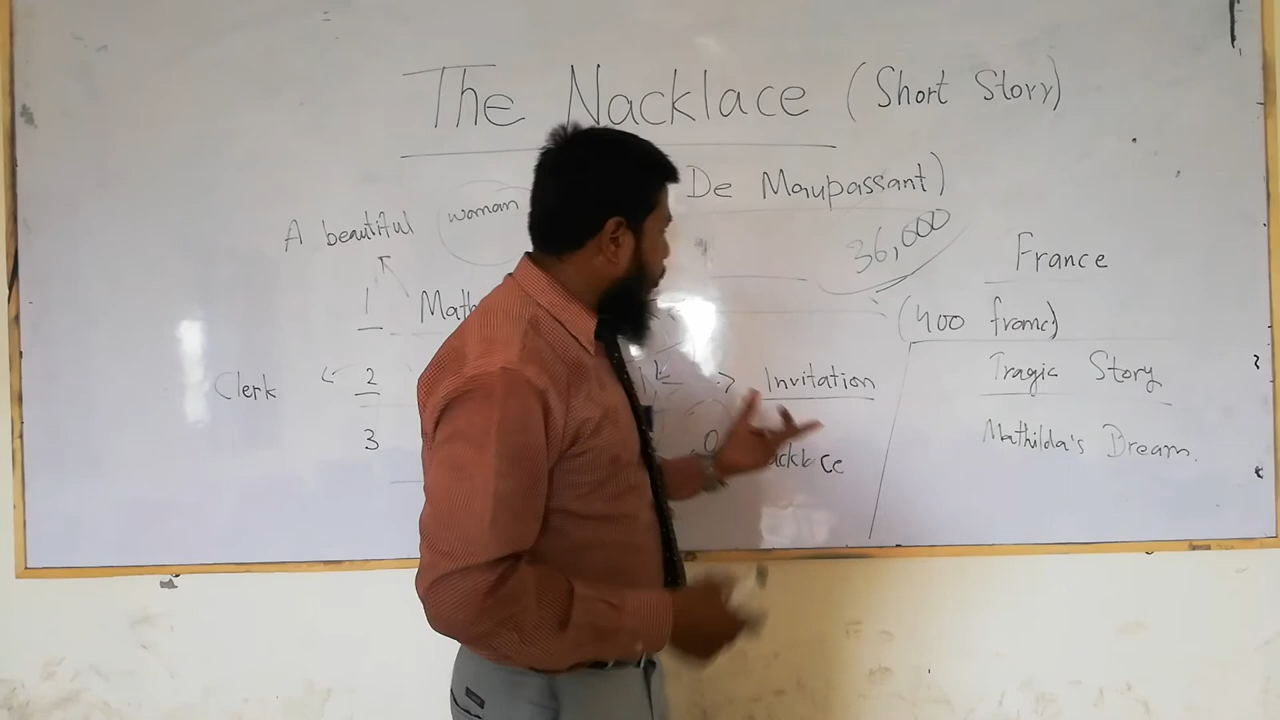 The Nacklace (Short Story)
De Maupassant)
A beautiful woman
36,000
France
1 Math
(400 franc)
Clerk ← 2
Invitation
Tragic Story
3
Mathilda's Dream.